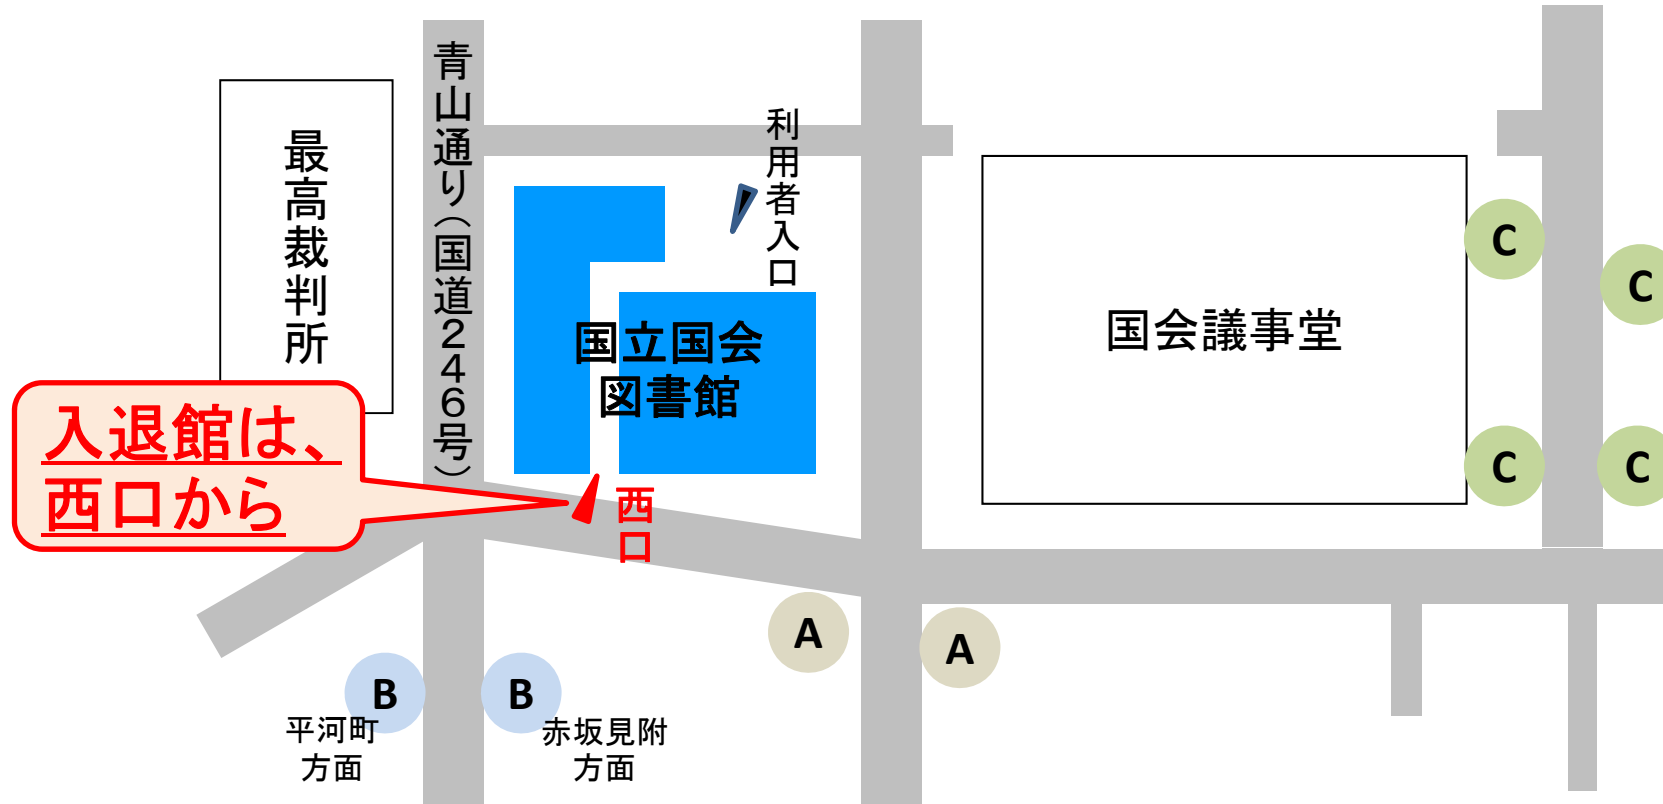 最高裁判所
青山通り（国道２４６号）
利用者入口
国立国会
図書館
国会議事堂
入退館は、
西口から
西口
C
C
C
C
A
A
B
B
平河町
方面
赤坂見附
方面